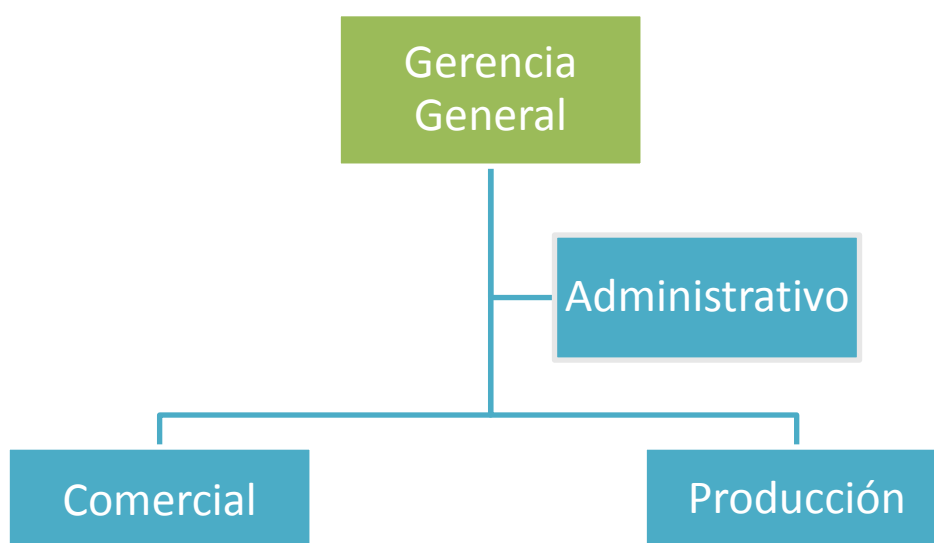 Gerencia
General
Administrativo
Comercial
Producción